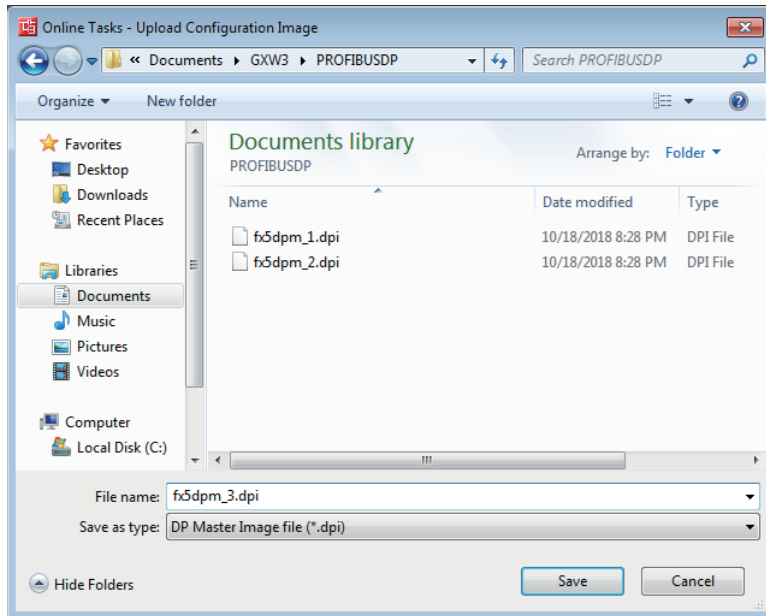 Online Tasks - Upload Configuration Image
« Documents ▸ GXW3 ▸ PROFIBUSDP
Search PROFIBUSDP
Organize ▾ New folder
Favorites
Desktop
Downloads
Recent Places
Libraries
Documents
Music
Pictures
Videos
Computer
Local Disk (C:)
Documents library
PROFIBUSDP
Arrange by: Folder ▾
Name Date modified Type
fx5dpm_1.dpi 10/18/2018 8:28 PM DPI File
fx5dpm_2.dpi 10/18/2018 8:28 PM DPI File
File name: fx5dpm_3.dpi
Save as type: DP Master Image file (*.dpi)
Hide Folders
Save
Cancel